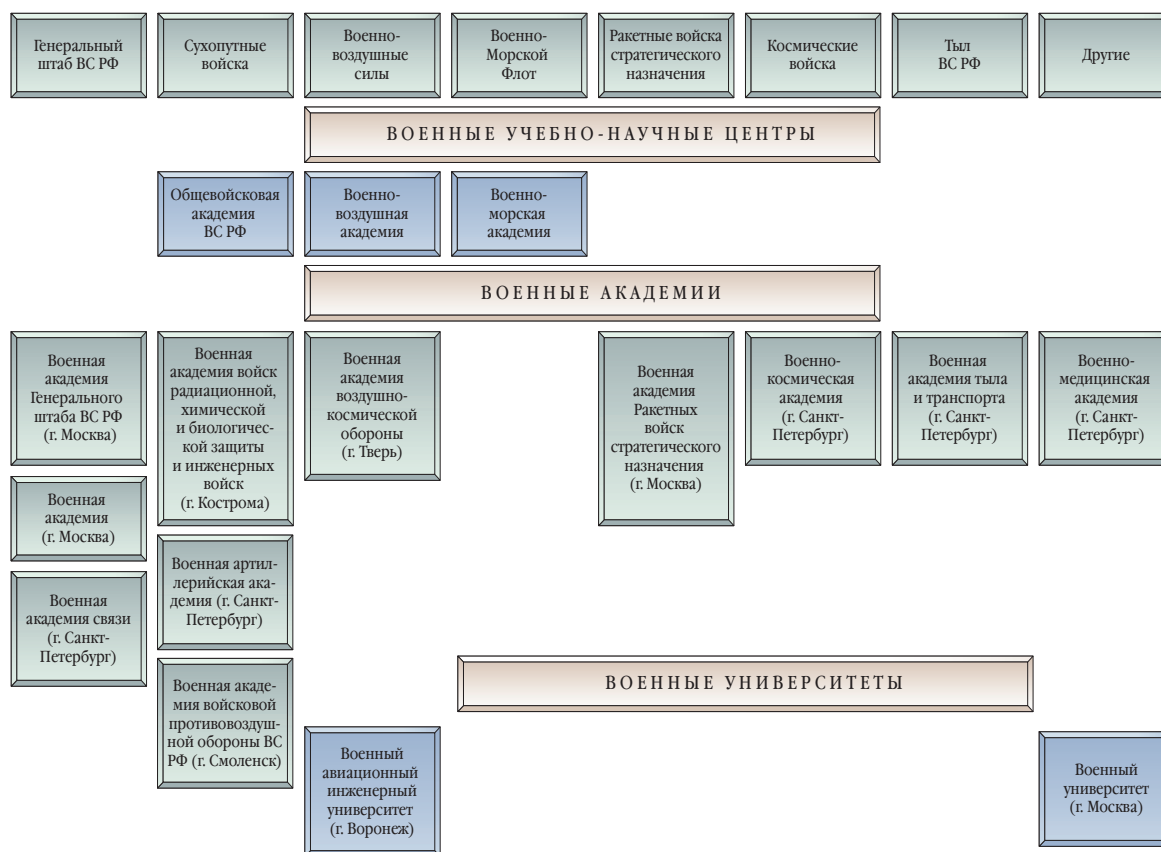 Генеральный
штаб ВС РФ
Сухопутные
войска
Военно-
воздушные
силы
Военно-
Морской
Флот
Ракетные войска
стратегического
назначения
Космические
войска
Тыл
ВС РФ
Другие
ВОЕННЫЕ УЧЕБНО-НАУЧНЫЕ ЦЕНТРЫ
Общевойсковая
академия
ВС РФ
Военно-
воздушная
академия
Военно-
морская
академия
ВОЕННЫЕ АКАДЕМИИ
Военная
академия
Генерального
штаба ВС РФ
(г. Москва)
Военная
академия войск
радиационной,
химической
и биологичес-
кой защиты
и инженерных
войск
(г. Кострома)
Военная
академия
воздушно-
космической
обороны
(г. Тверь)
Военная
академия
Ракетных
войск
стратегического
назначения
(г. Москва)
Военно-
космическая
академия
(г. Санкт-
Петербург)
Военная
академия тыла
и транспорта
(г. Санкт-
Петербург)
Военно-
медицинская
академия
(г. Санкт-
Петербург)
Военная
академия
(г. Москва)
Военная артил-
лерийская ака-
демия (г. Санкт-
Петербург)
Военная
академия связи
(г. Санкт-
Петербург)
Военная акаде-
мия войсковой
противовоздуш-
ной обороны ВС
РФ (г. Смоленск)
ВОЕННЫЕ УНИВЕРСИТЕТЫ
Военный
авиационный
инженерный
университет
(г. Воронеж)
Военный
университет
(г. Москва)